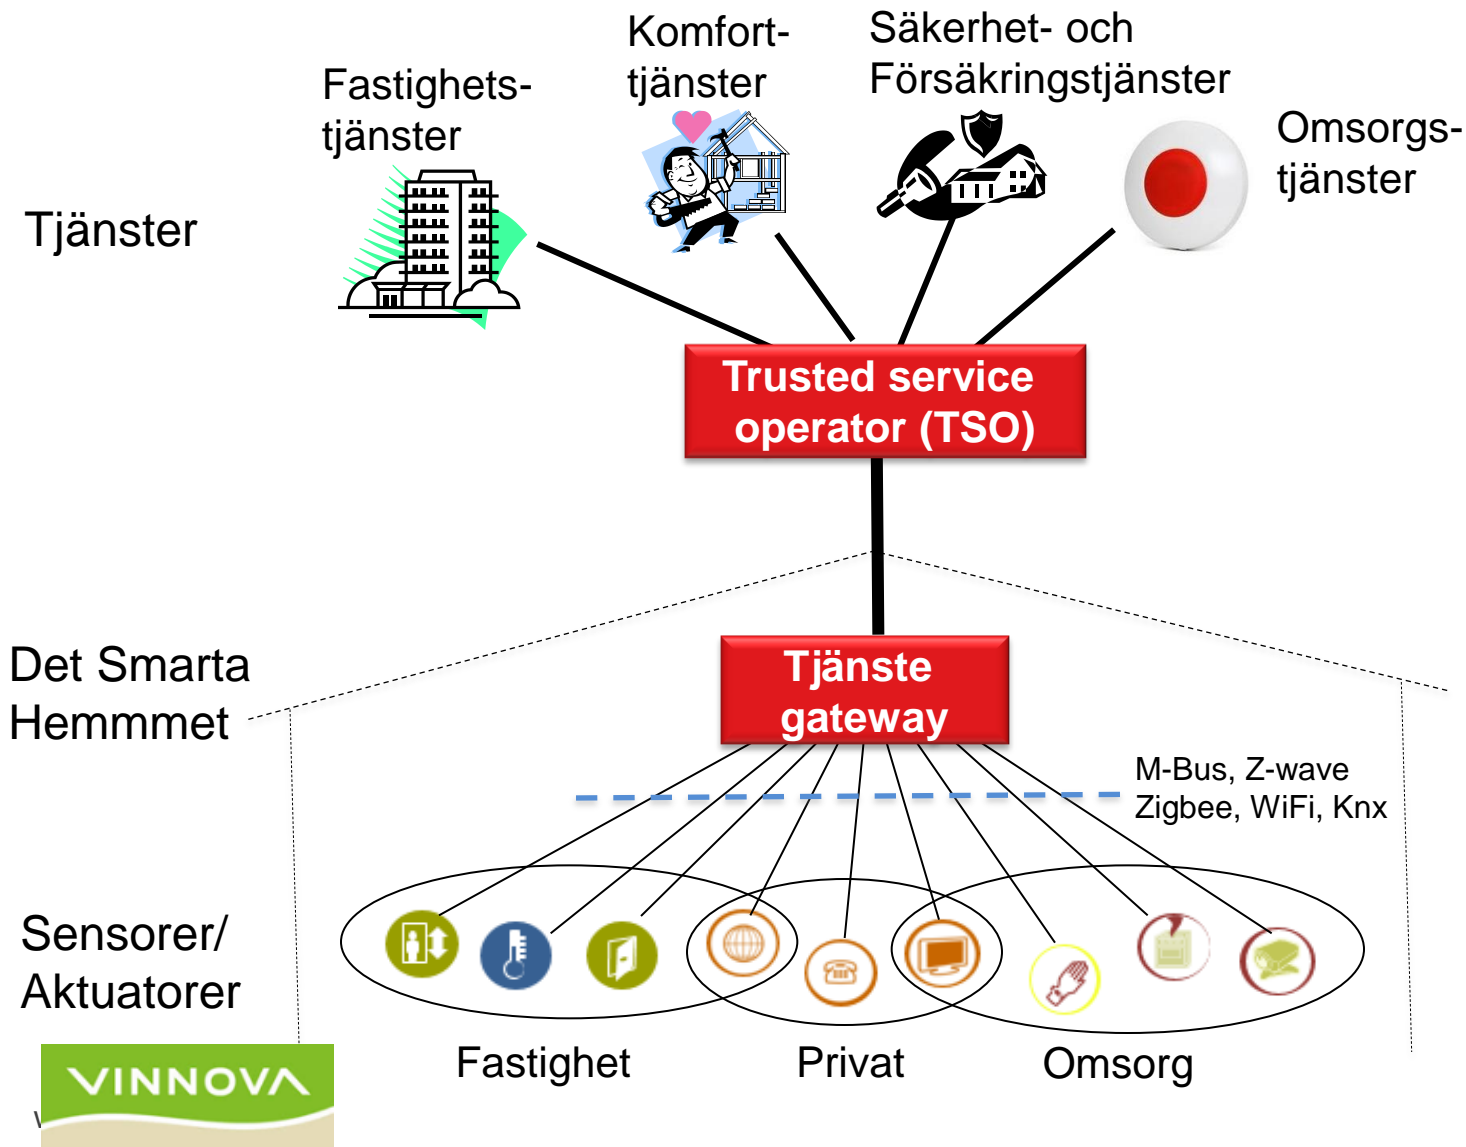 Komfort-
tjänster
Säkerhet- och
Försäkringstjänster
Fastighets-
tjänster
Omsorgs-
tjänster
Tjänster
Trusted service
operator (TSO)
Det Smarta
Hemmmet
Tjänste
gateway
M-Bus, Z-wave
Zigbee, WiFi, Knx
Sensorer/
Aktuatorer
Fastighet
Privat
Omsorg
VINNOVA